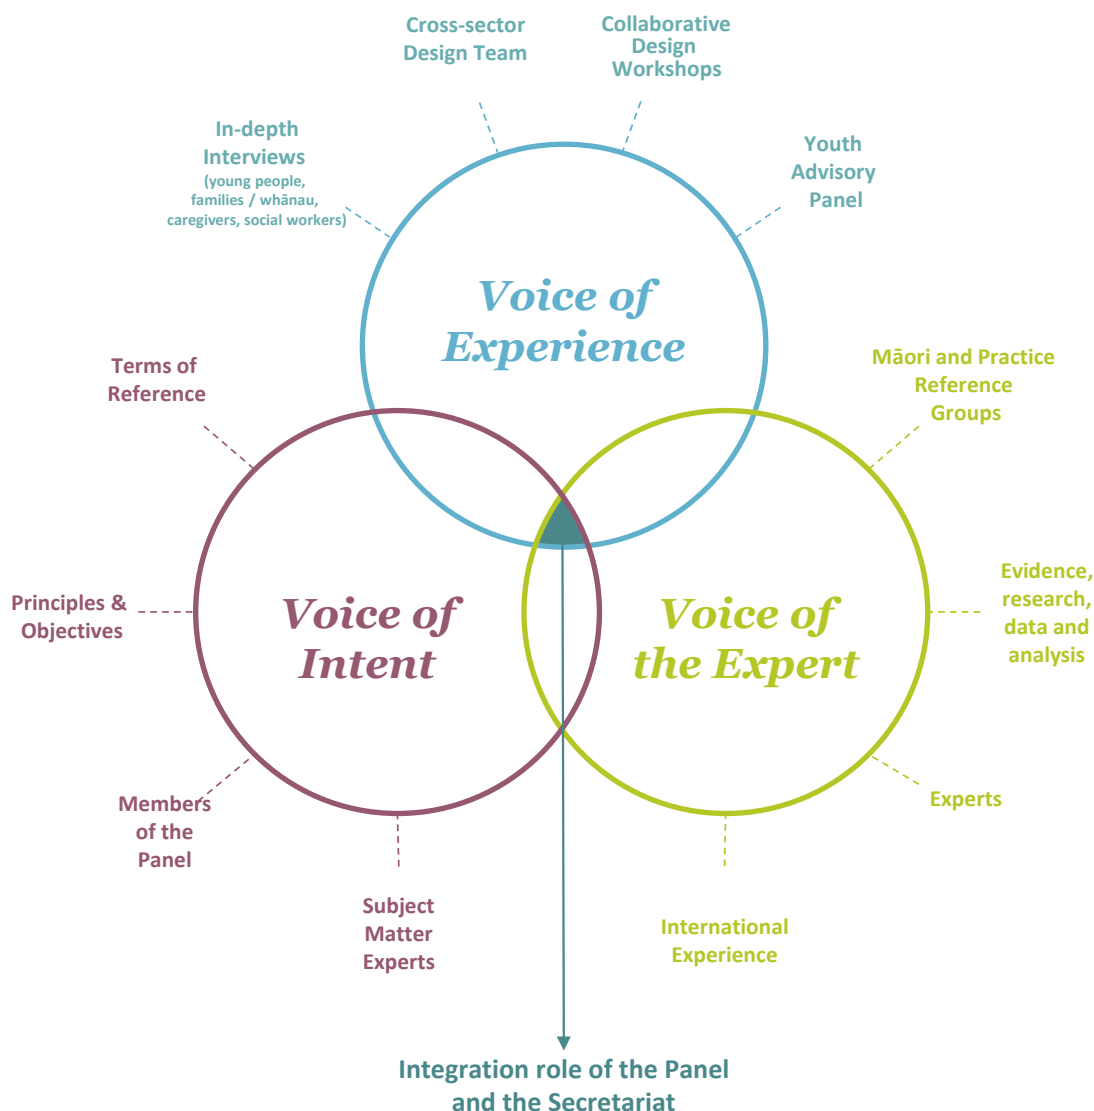 Cross-sector
Design Team
Collaborative
Design
Workshops
In-depth
Interviews
(young people,
families / whānau,
caregivers, social workers)
Youth
Advisory
Panel
Voice of
Experience
Terms of
Reference
Māori and Practice
Reference
Groups
Principles &
Objectives
Voice of
Intent
Voice of
the Expert
Evidence,
research,
data and
analysis
Members
of the
Panel
Experts
Subject
Matter
Experts
International
Experience
Integration role of the Panel
and the Secretariat